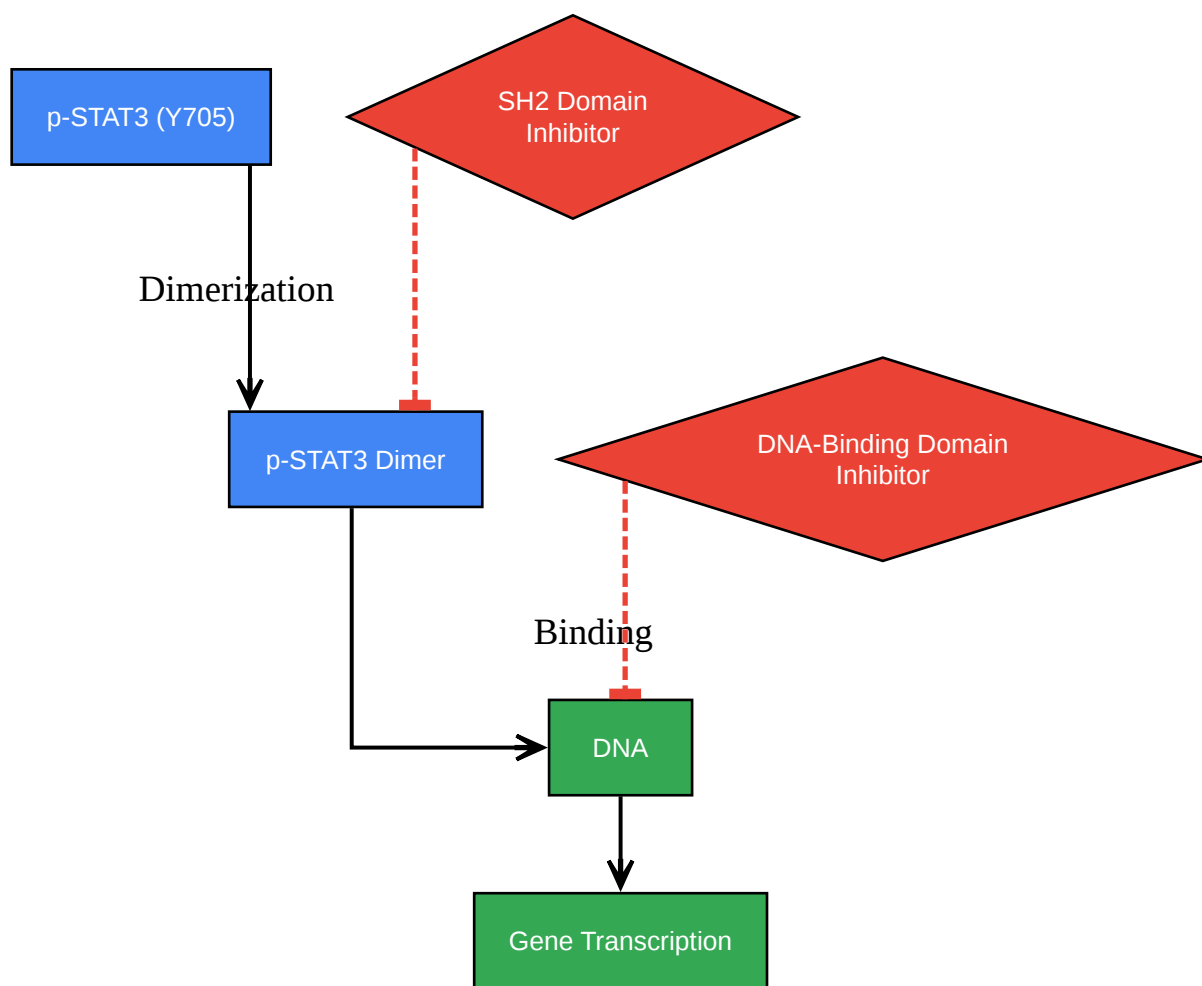 p-STAT3 (Y705)
SH2 Domain
Inhibitor
Dimerization
p-STAT3 Dimer
DNA-Binding Domain
Inhibitor
Binding
DNA
Gene Transcription